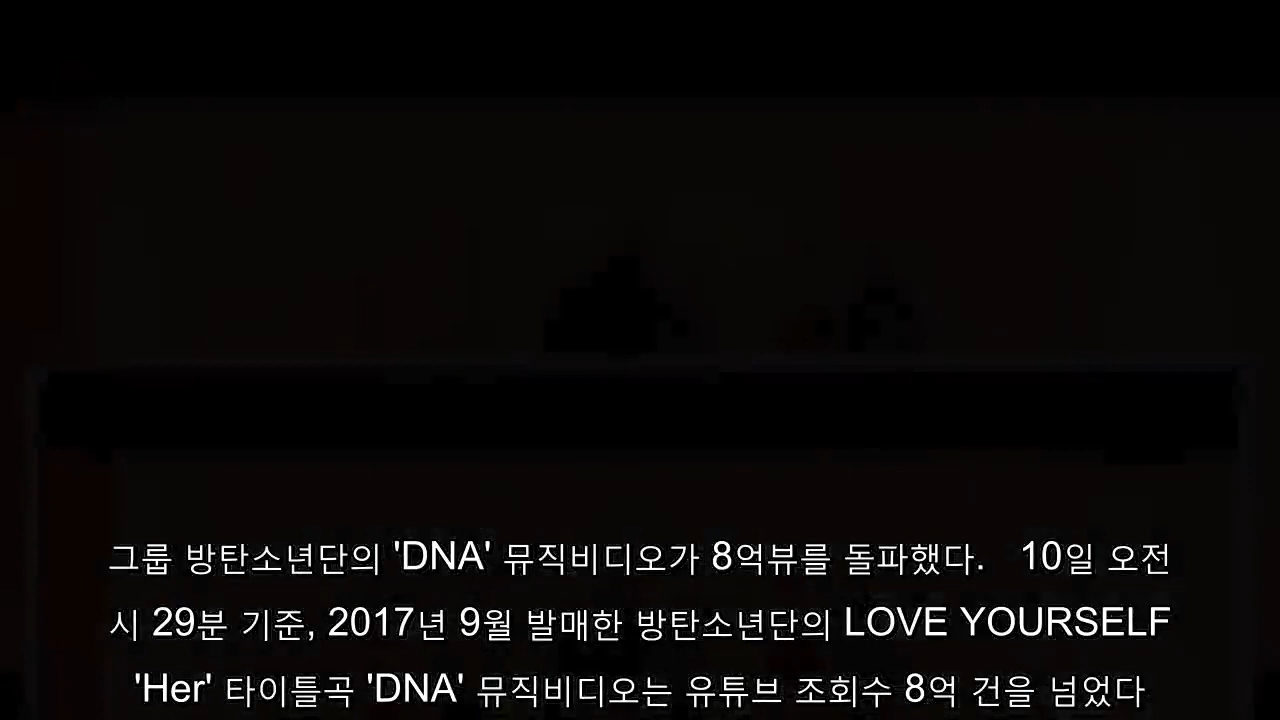 그룹 방탄소년단의 'DNA' 뮤직비디오가 8억뷰를 돌파했다. 10일 오전
시 29분 기준, 2017년 9월 발매한 방탄소년단의 LOVE YOURSELF
'Her' 타이틀곡 'DNA' 뮤직비디오는 유튜브 조회수 8억 건을 넘었다